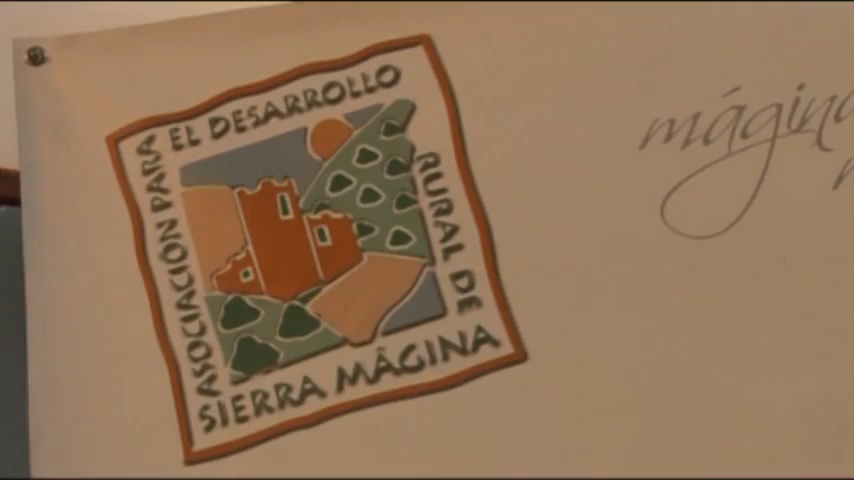 ASOCIACIÓN PARA
EL DESARROLLO
RURAL DE
SIERRA MÁGINA
mágina